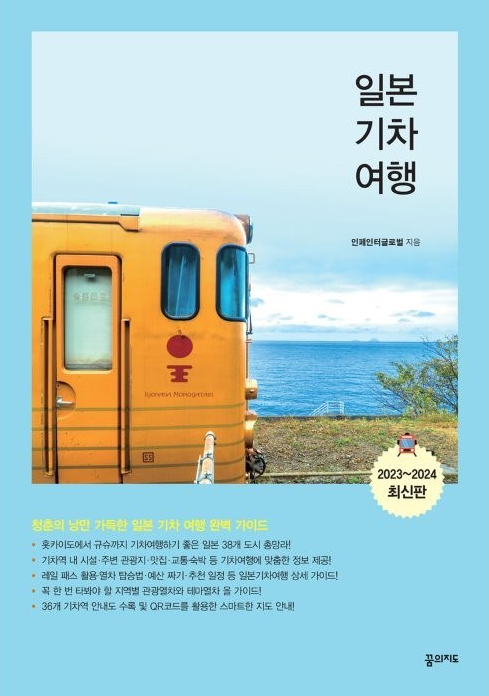 일본
기차
여행
인페인터글로벌 지음
IYONADA MONOGATARI
2023~2024
최신판
청춘의 낭만 가득한 일본 기차 여행 완벽 가이드
• 홋카이도에서 규슈까지 기차여행하기 좋은 일본 38개 도시 총망라!
• 기차역 내 시설·주변 관광지·맛집·교통·숙박 등 기차여행에 맞춤한 정보 제공!
• 레일 패스 활용·열차 탑승법·예산 짜기·추천 일정 등 일본기차여행 상세 가이드!
• 꼭 한 번 타봐야 할 지역별 관광열차와 테마열차 올 가이드!
• 36개 기차역 안내도 수록 및 QR코드를 활용한 스마트한 지도 안내!
꿈의지도